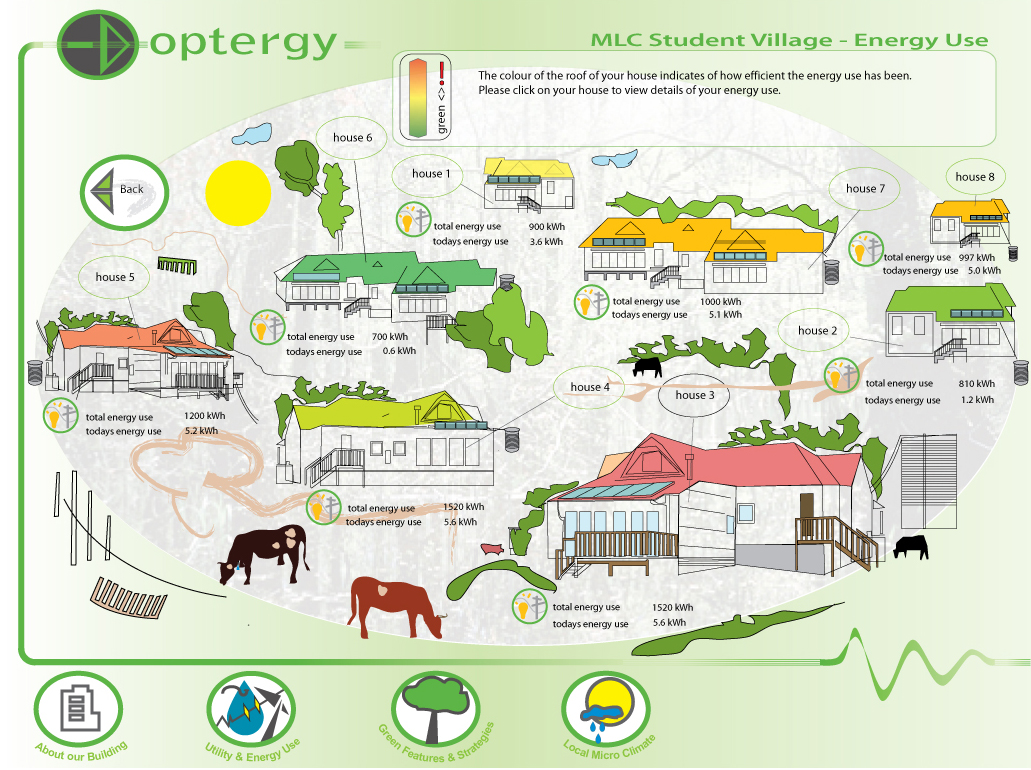 optergy
MLC Student Village - Energy Use
green <> !
The colour of the roof of your house indicates of how efficient the energy use has been.
Please click on your house to view details of your energy use.
Back
house 6
house 1
total energy use 900 kWh
todays energy use 3.6 kWh
house 7
house 8
total energy use 997 kWh
todays energy use 5.0 kWh
house 5
total energy use 1000 kWh
todays energy use 5.1 kWh
total energy use 700 kWh
todays energy use 0.6 kWh
house 2
total energy use 810 kWh
todays energy use 1.2 kWh
house 4
house 3
total energy use 1200 kWh
todays energy use 5.2 kWh
total energy use 1520 kWh
todays energy use 5.6 kWh
total energy use 1520 kWh
todays energy use 5.6 kWh
About our Building
Utility & Energy Use
Green Features & Strategies
Local Micro Climate